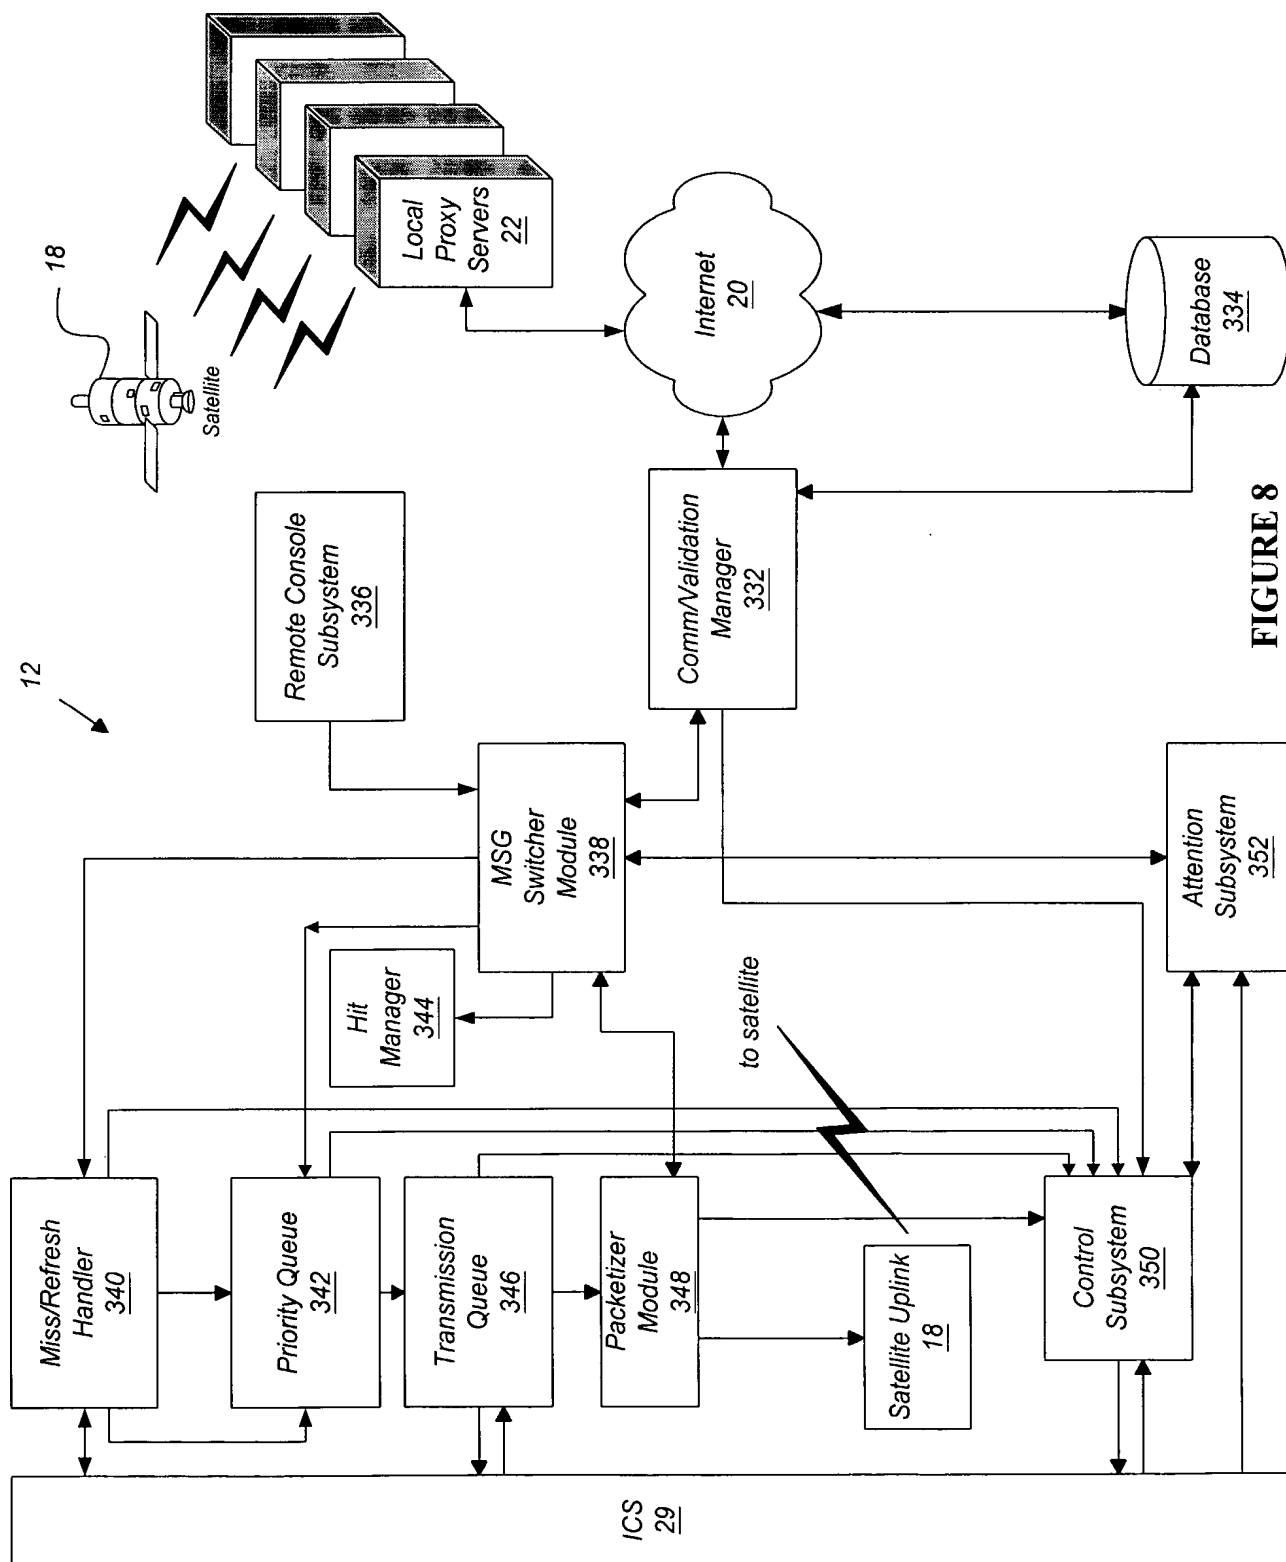 12
18
Satellite
Local
Proxy
Servers
22
Remote Console
Subsystem
336
Internet
20
Database
334
Comm/Validation
Manager
332
MSG
Switcher
Module
338
Attention
Subsystem
352
Hit
Manager
344
to satellite
Miss/Refresh
Handler
340
Priority Queue
342
Transmission
Queue
346
Packetizer
Module
348
Satellite Uplink
18
Control
Subsystem
350
ICS
29
FIGURE 8